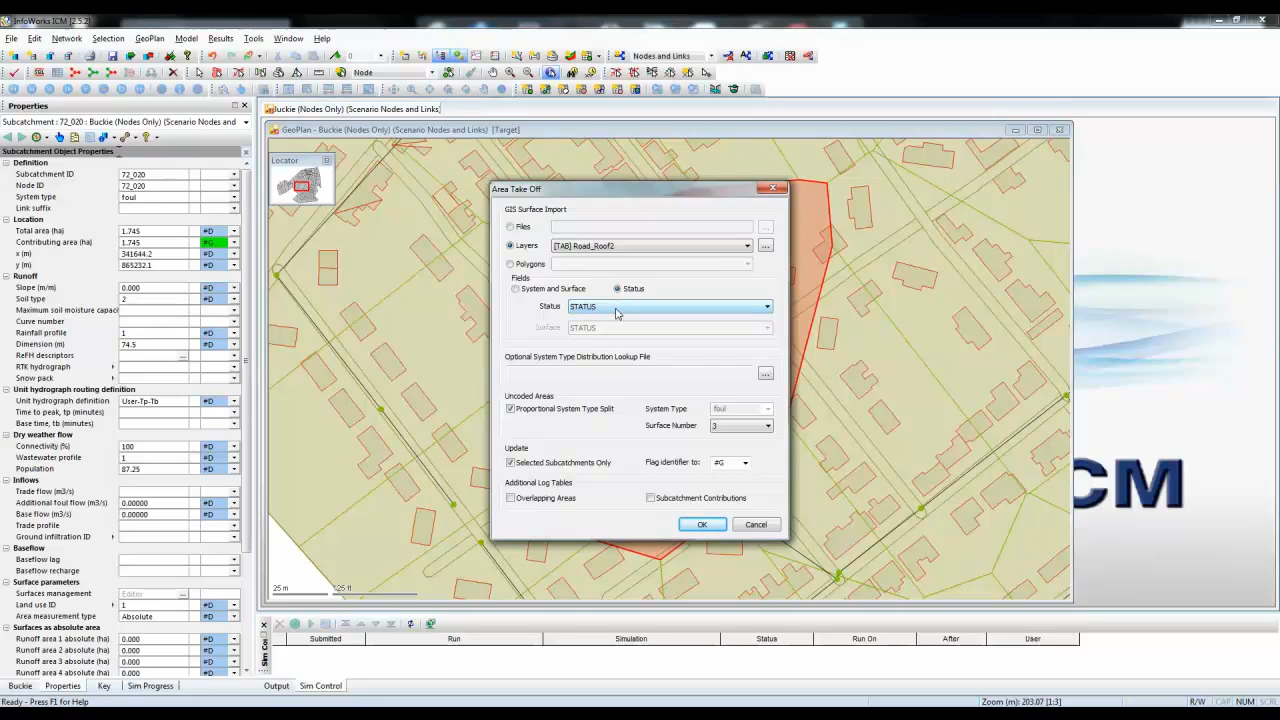 InfoWorks ICM [2.5.2]
File Edit Network Selection GeoPlan Model Results Tools Window Help
0 Nodes and Links
Node
Properties
Subcatchment : 72_020 : Buckie (Nodes Only) (Scenario Nodes and
Subcatchment Object Properties
Definition
Subcatchment ID 72_020
Node ID 72_020
System type foul
Link suffix
Location
Total area (ha) 1.745 #D
Contributing area (ha) 1.745 #G
x (m) 341644.2 #D
y (m) 865232.1 #D
Runoff
Slope (m/m) 0.000 #D
Soil type 2 #D
Maximum soil moisture capaci
Curve number
Rainfall profile 1 #D
Dimension (m) 74.5 #D
ReFH descriptors ...
RTK hydrograph
Snow pack
Unit hydrograph routing definition
Unit hydrograph definition User-Tp-Tb #D
Time to peak, tp (minutes)
Base time, tb (minutes)
Dry weather flow
Connectivity (%) 100 #D
Wastewater profile 1 #D
Population 87.25 #D
Inflows
Trade flow (m3/s)
Additional foul flow (m3/s) 0.00000 #D
Base flow (m3/s) 0.00000 #D
Trade profile
Ground infiltration ID
Baseflow
Baseflow lag
Baseflow recharge
Surface parameters
Surfaces management Editor ...
Land use ID 1 #D
Area measurement type Absolute #D
Surfaces as absolute area
Runoff area 1 absolute (ha) 0.000 #D
Runoff area 2 absolute (ha) 0.000 #D
Runoff area 3 absolute (ha) 0.000 #D
Runoff area 4 absolute (ha) 0.000 #D
Buckie Properties Key Sim Progress
Buckie (Nodes Only) (Scenario Nodes and Links)
GeoPlan - Buckie (Nodes Only) (Scenario Nodes and Links) [Target]
Locator
25 m 125 ft
Area Take Off
GIS Surface Import
Files ...
Layers [TAB] Road_Roof2 ...
Polygons
Fields
System and Surface Status
Status STATUS
Surface STATUS
Optional System Type Distribution Lookup File
...
Uncoded Areas
Proportional System Type Split System Type foul
Surface Number 3
Update
Selected Subcatchments Only Flag identifier to: #G
Additional Log Tables
Overlapping Areas Subcatchment Contributions
OK Cancel
CM
Sim Co
Submitted Run Simulation Status Run On After User
Output Sim Control
Ready - Press F1 for Help Zoom (m): 203.07 [1:3] R/W CAP NUM SCRL